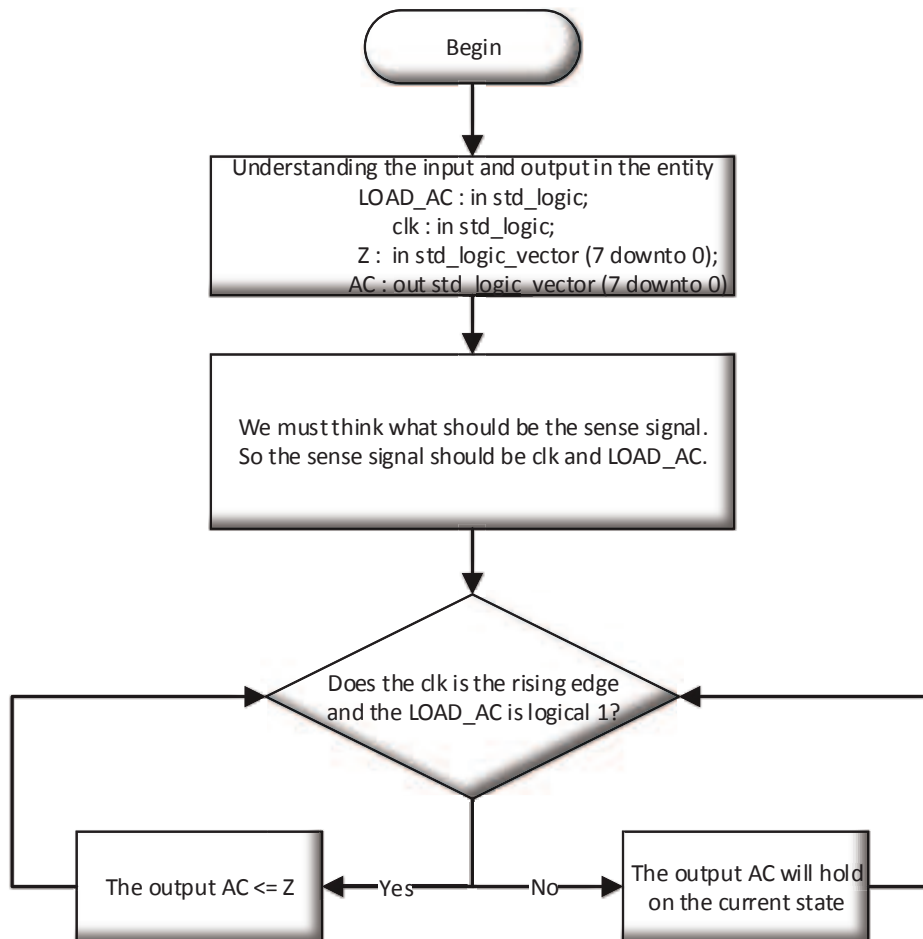 Begin
Understanding the input and output in the entity
LOAD_AC : in std_logic;
clk : in std_logic;
Z : in std_logic_vector (7 downto 0);
AC : out std_logic_vector (7 downto 0)
We must think what should be the sense signal.
So the sense signal should be clk and LOAD_AC.
Does the clk is the rising edge
and the LOAD_AC is logical 1?
The output AC <= Z
Yes
No
The output AC will hold
on the current state